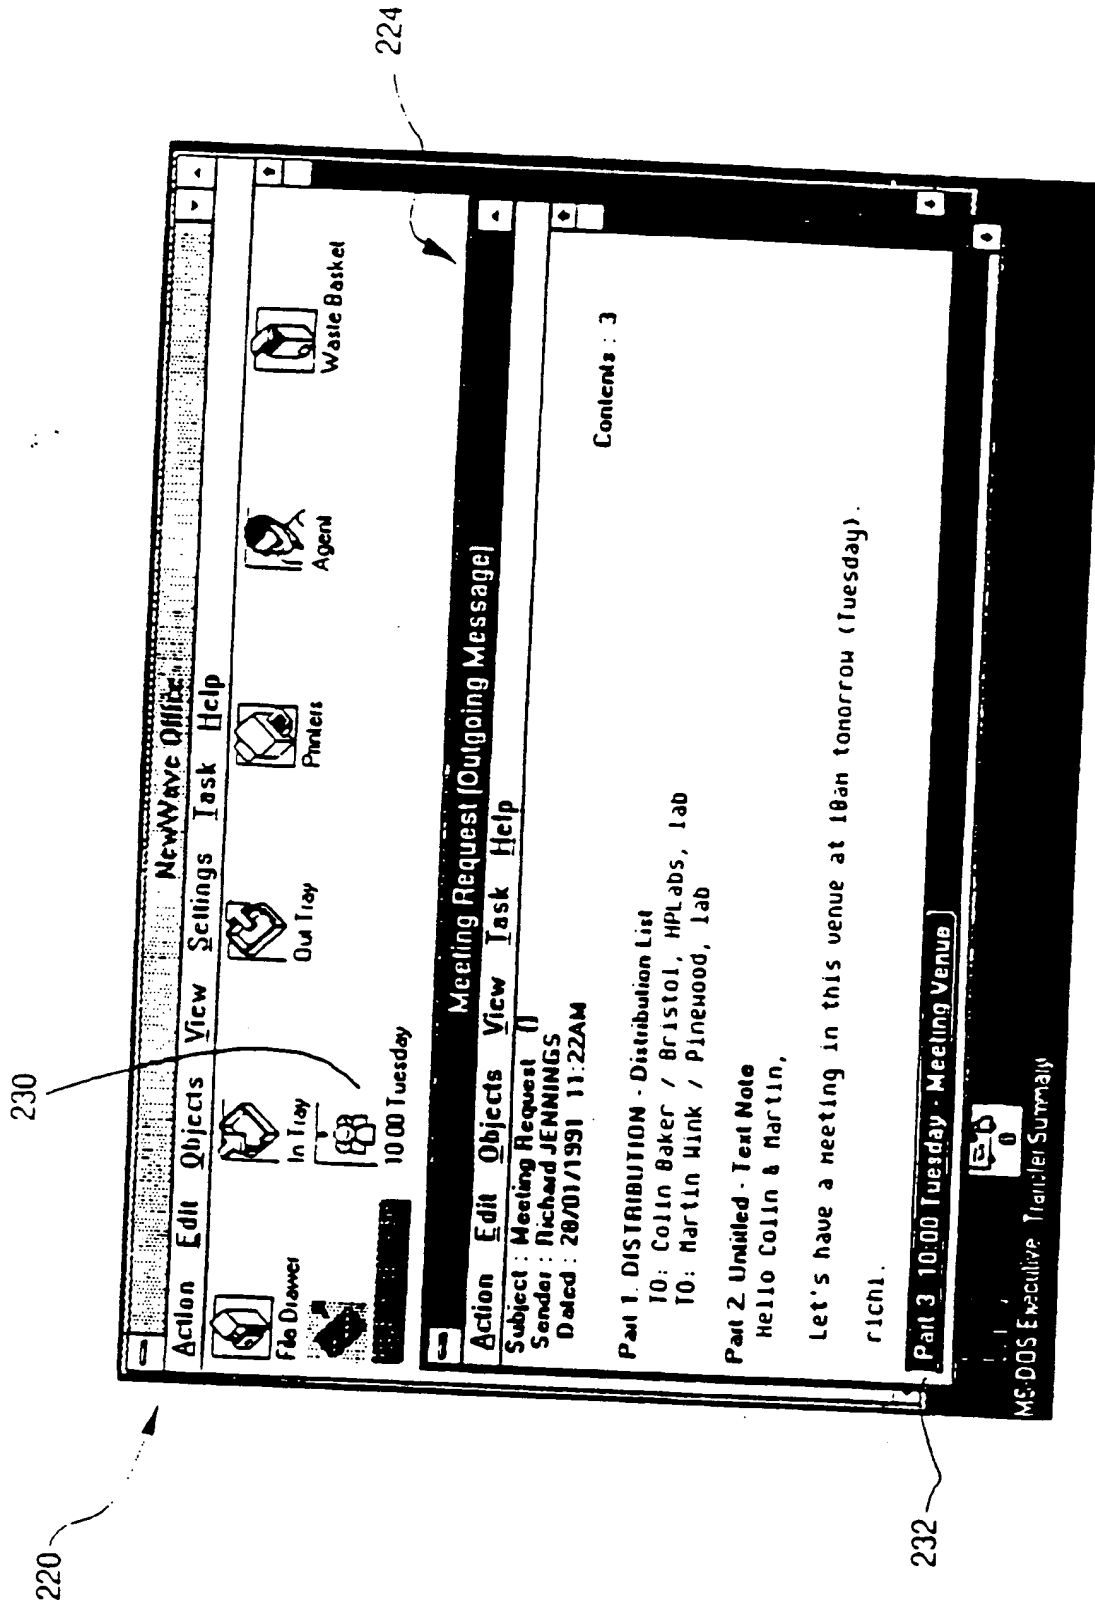 220
230
224
232
NewWave Office
Action Edit Objects View Settings Task Help
File Drawer
In Tray
Out Tray
Printers
Agent
Waste Basket
10:00 Tuesday
Meeting Request [Outgoing Message]
Action Edit Objects View Task Help
Subject : Meeting Request []
Sender : Richard JENNINGS
Dated : 28/01/1991 11:22AM
Contents : 3
Part 1. DISTRIBUTION - Distribution List
TO: Colin Baker / Bristol, HPLabs, lab
TO: Martin Wink / Pinewood, lab
Part 2. Untitled - Text Note
Hello Colin & Martin,
Let's have a meeting in this venue at 10am tomorrow (Tuesday).
richi.
Part 3. 10:00 Tuesday - Meeting Venue
MS-DOS Executive
Transfer Summary